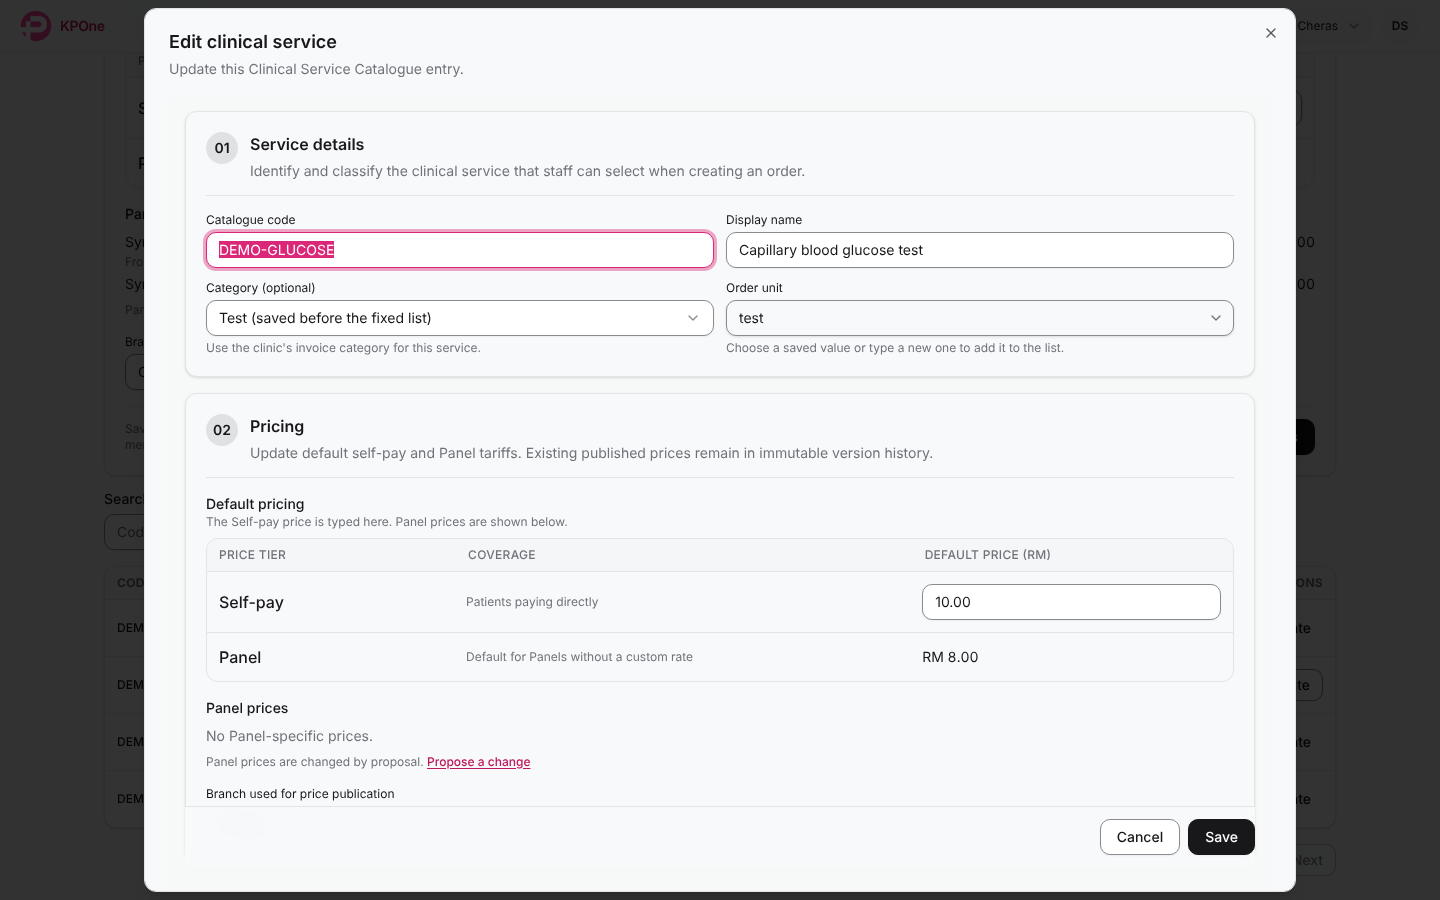 KPOne
Cheras
DS
Edit clinical service
Update this Clinical Service Catalogue entry.
01
Service details
Identify and classify the clinical service that staff can select when creating an order.
Catalogue code
Display name
DEMO-GLUCOSE
Capillary blood glucose test
Category (optional)
Order unit
Test (saved before the fixed list)
test
Use the clinic's invoice category for this service.
Choose a saved value or type a new one to add it to the list.
02
Pricing
Update default self-pay and Panel tariffs. Existing published prices remain in immutable version history.
Default pricing
The Self-pay price is typed here. Panel prices are shown below.
PRICE TIER
COVERAGE
DEFAULT PRICE (RM)
Self-pay
Patients paying directly
10.00
Panel
Default for Panels without a custom rate
RM 8.00
Panel prices
No Panel-specific prices.
Panel prices are changed by proposal. Propose a change
Branch used for price publication
Cancel
Save
Next